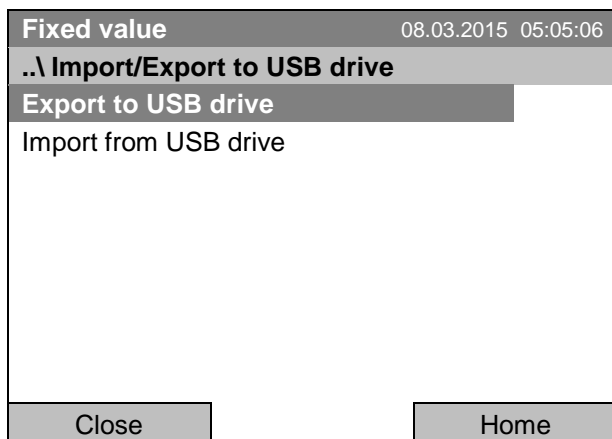 Fixed value 08.03.2015 05:05:06
..\ Import/Export to USB drive
Export to USB drive
Import from USB drive
Close Home